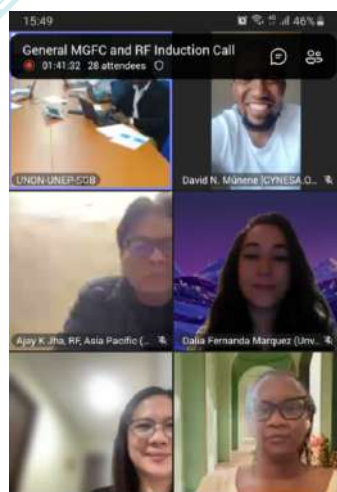 15:49
46%
General MGFC and RF Induction Call
01:41:32 28 attendees
UNON-UNEP-SGB
David N. Munene [CYNESA,O...
Ajay K Jha, RF, Asia Pacific (...
Dalia Fernanda Marquez (Unv...